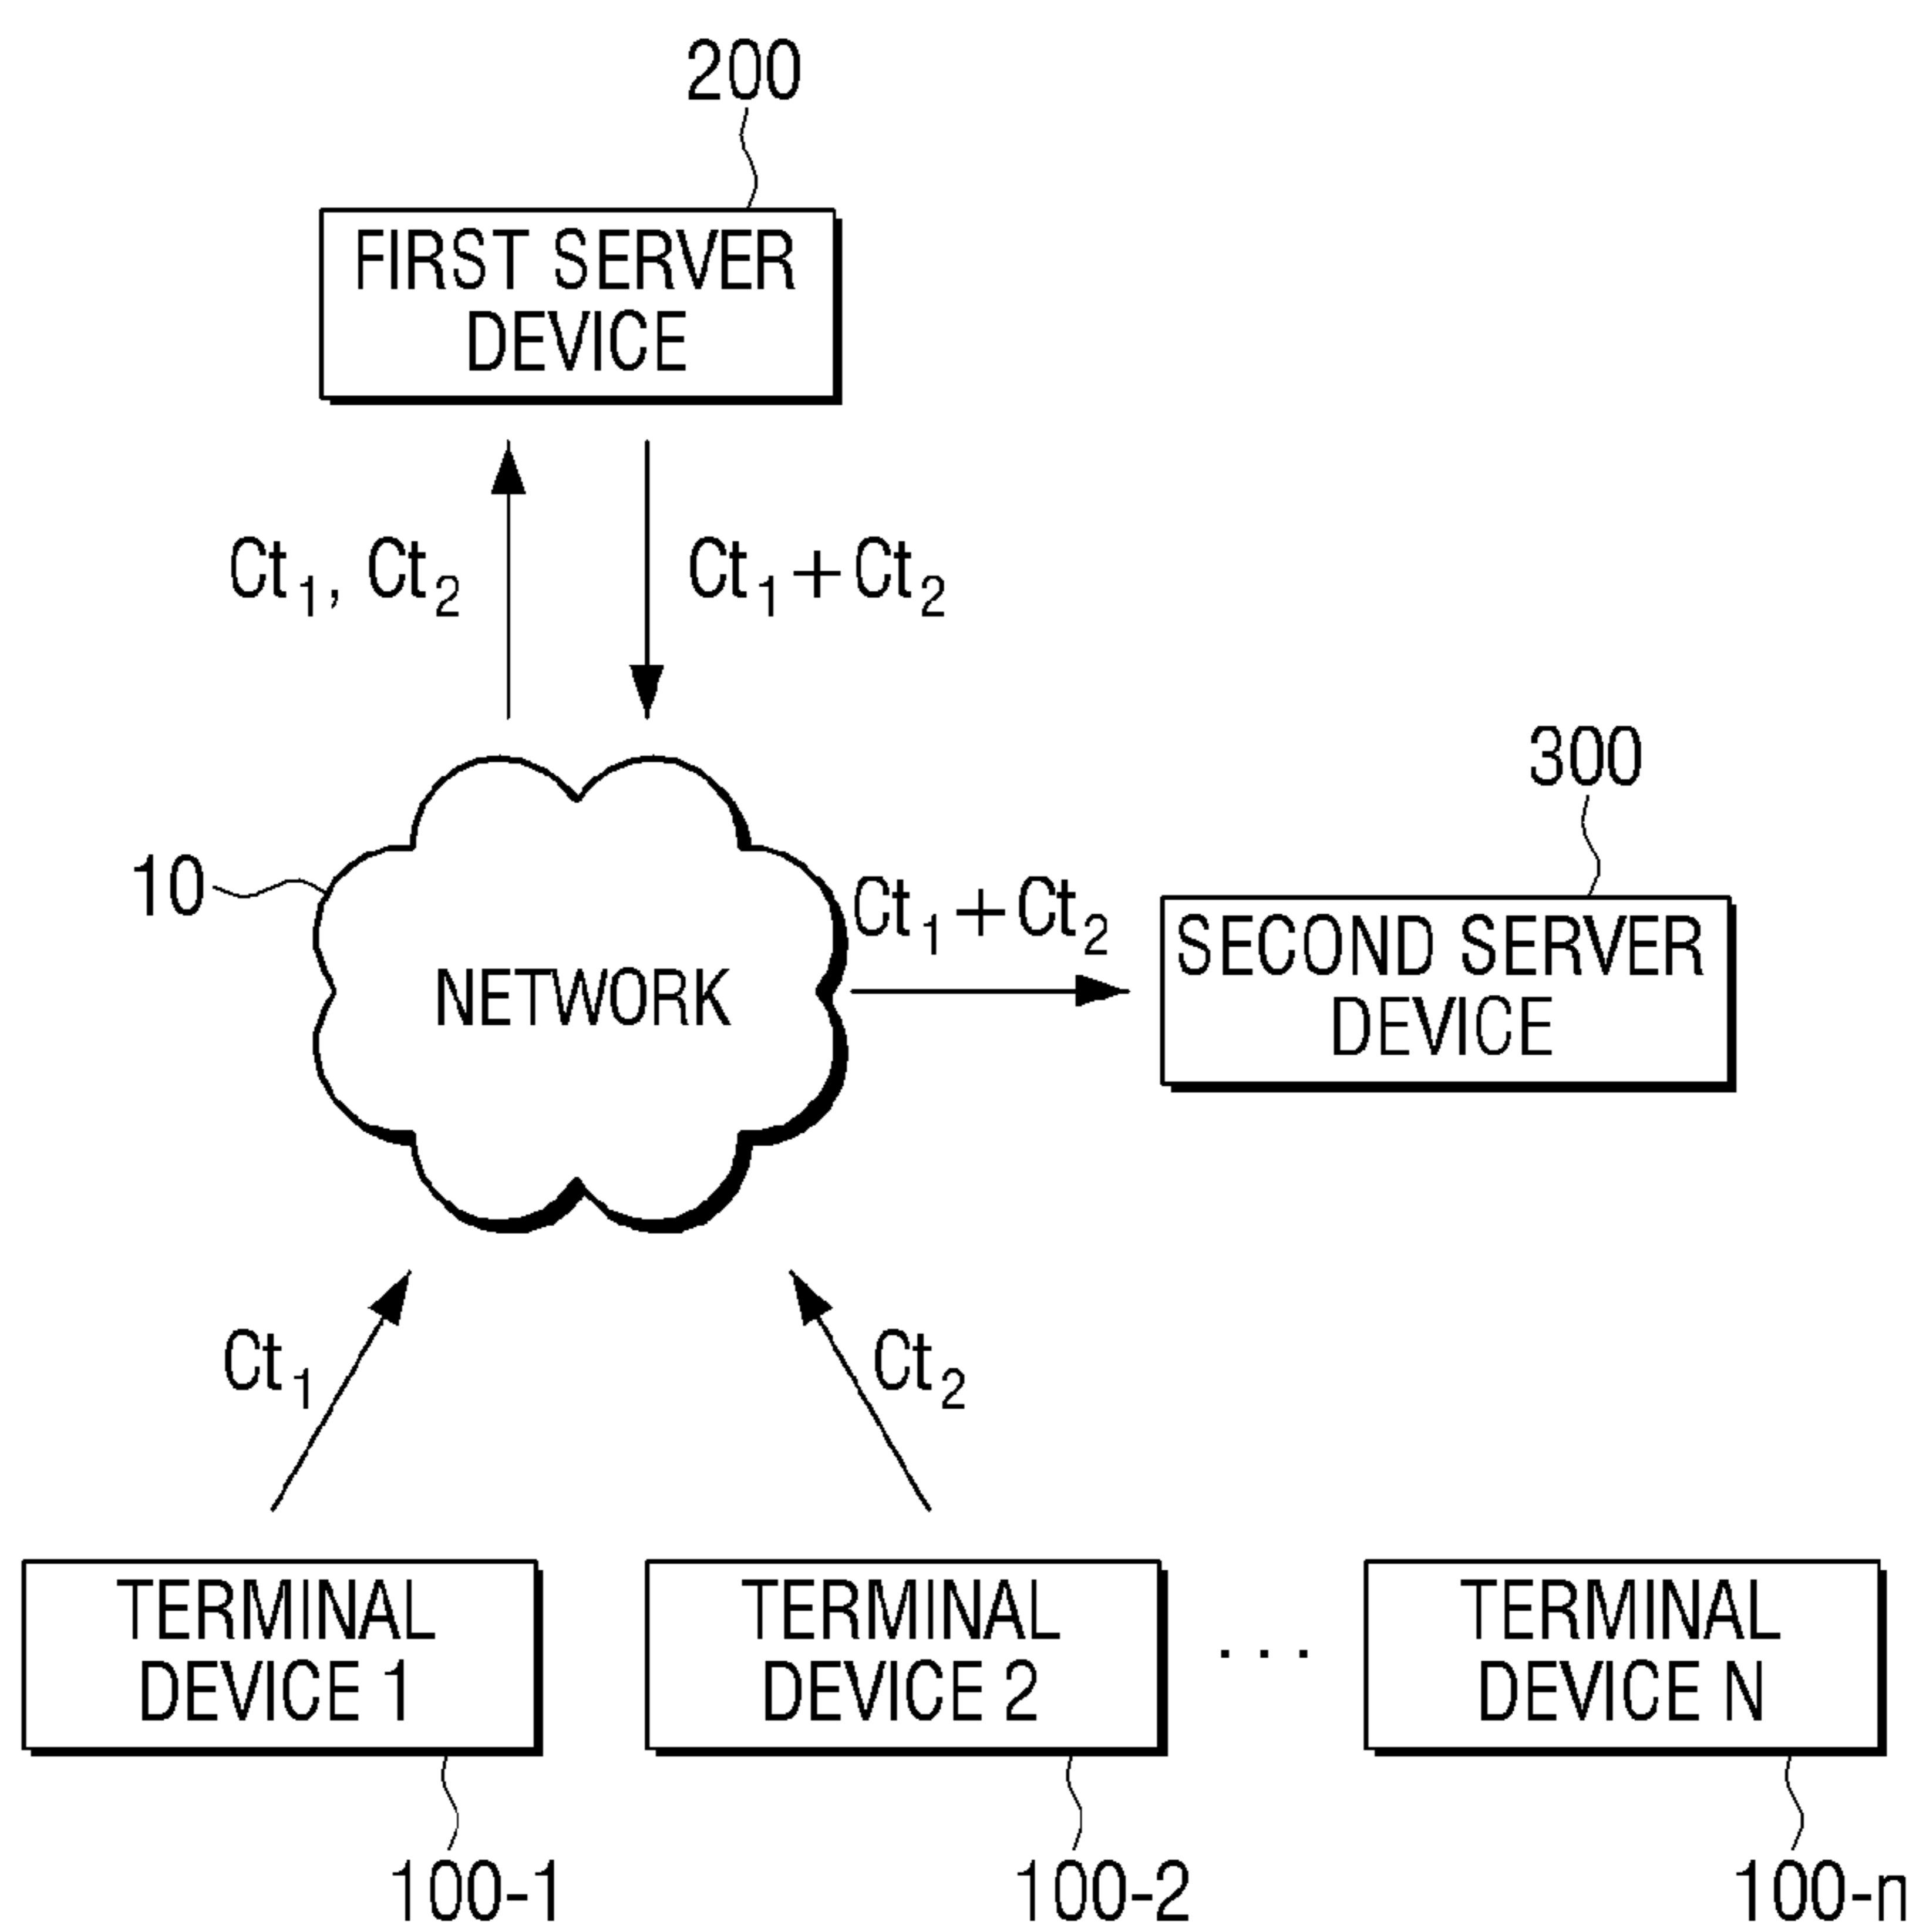 200
FIRST SERVER
DEVICE
Ct₁, Ct₂
Ct₁+Ct₂
300
10
Ct₁+Ct₂
SECOND SERVER
DEVICE
NETWORK
Ct₁
Ct₂
TERMINAL
DEVICE 1
TERMINAL
DEVICE 2
...
TERMINAL
DEVICE N
100-1
100-2
100-n